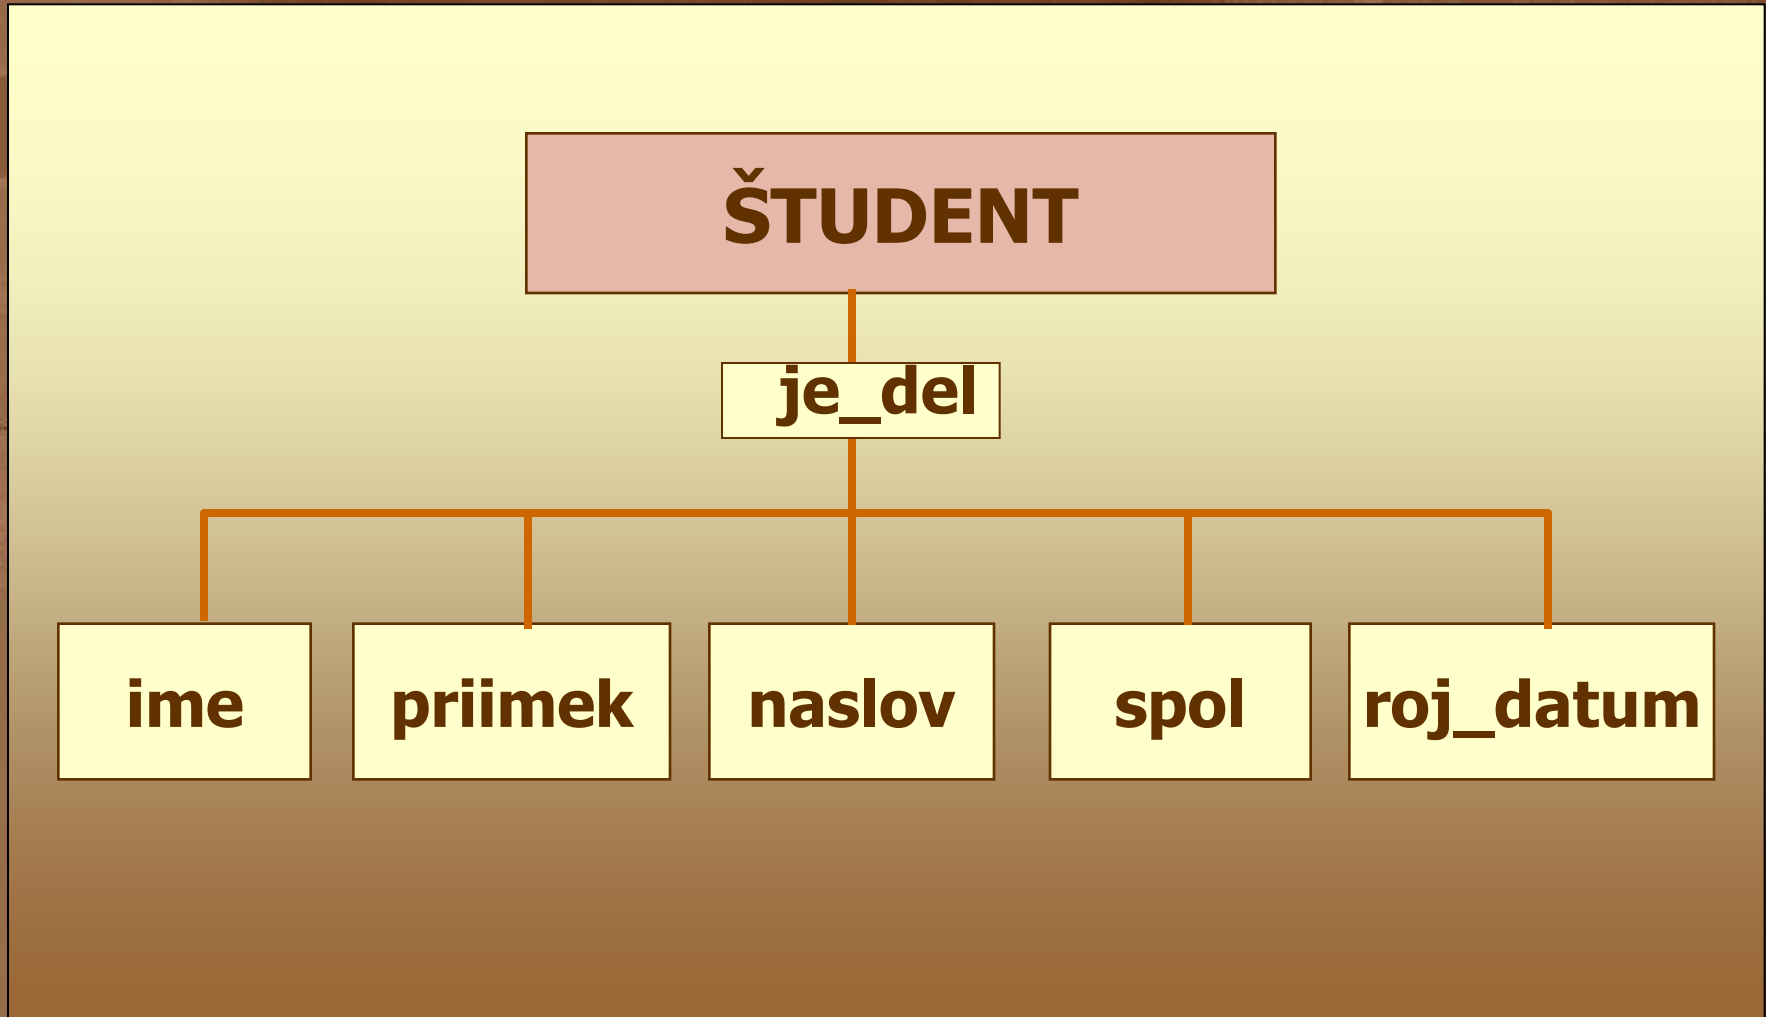 ŠTUDENT
je_del
ime
priimek
naslov
spol
roj_datum